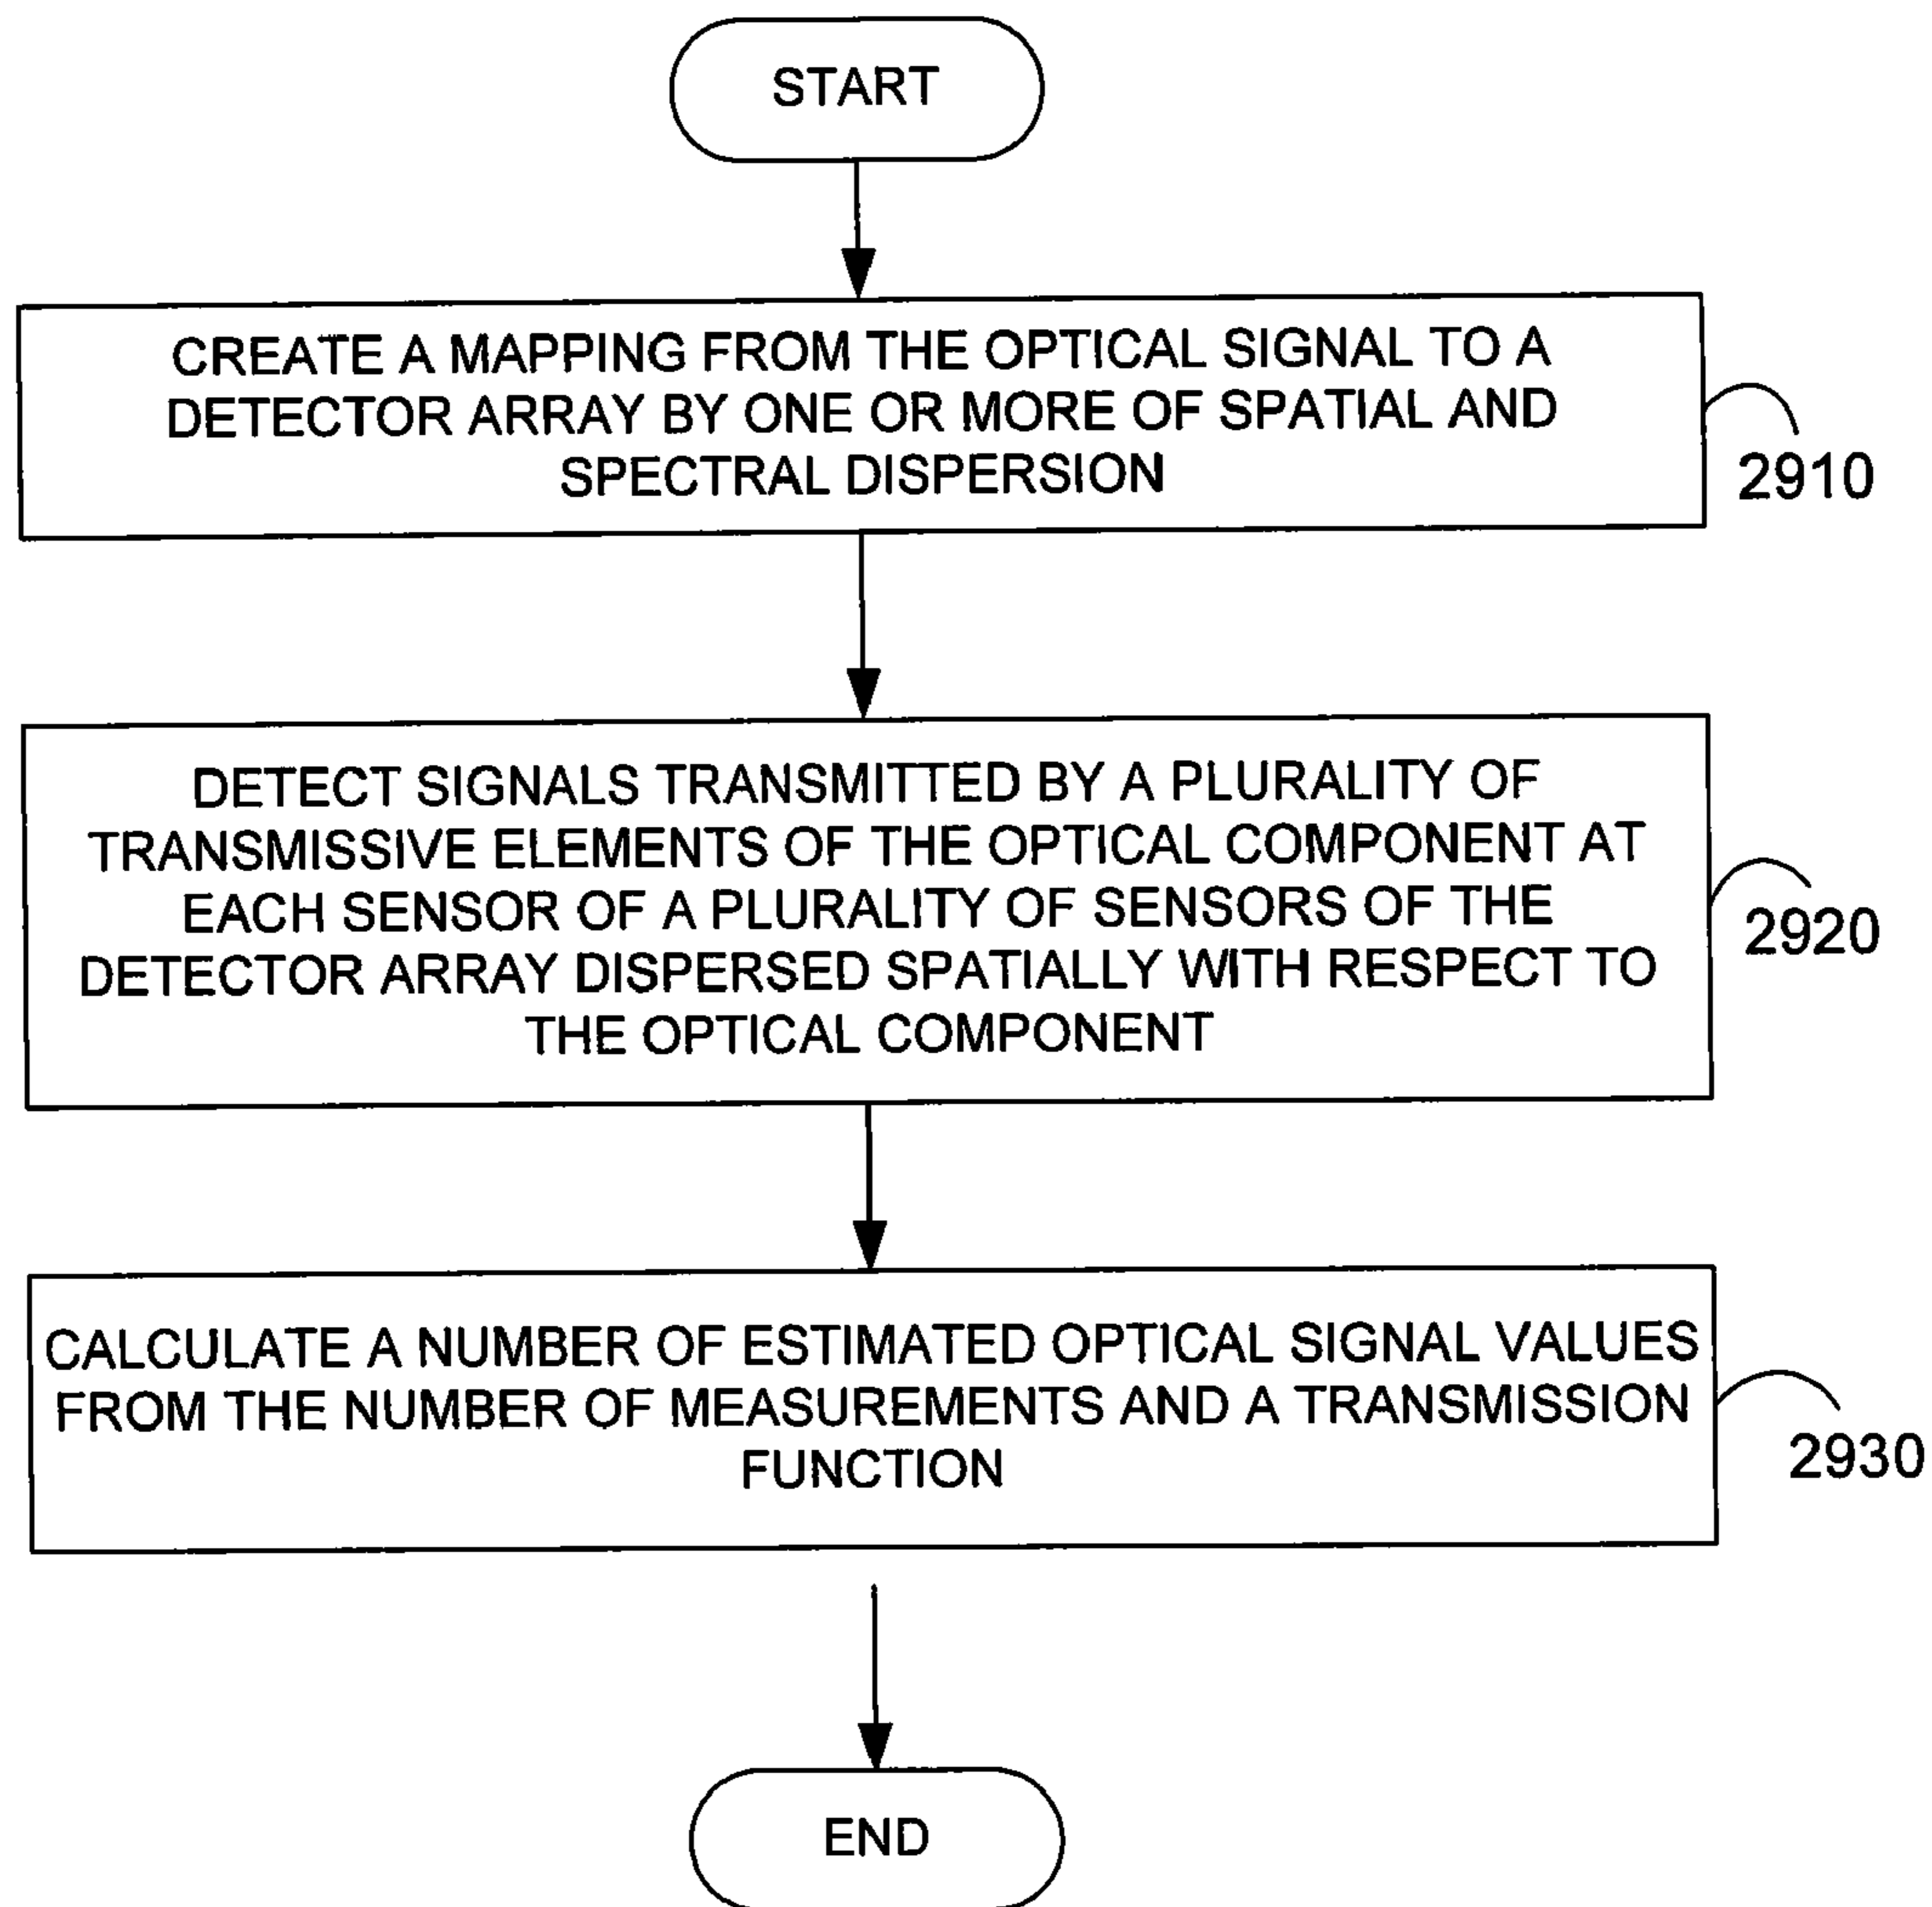 START
CREATE A MAPPING FROM THE OPTICAL SIGNAL TO A
DETECTOR ARRAY BY ONE OR MORE OF SPATIAL AND
SPECTRAL DISPERSION
2910
DETECT SIGNALS TRANSMITTED BY A PLURALITY OF
TRANSMISSIVE ELEMENTS OF THE OPTICAL COMPONENT AT
EACH SENSOR OF A PLURALITY OF SENSORS OF THE
DETECTOR ARRAY DISPERSED SPATIALLY WITH RESPECT TO
THE OPTICAL COMPONENT
2920
CALCULATE A NUMBER OF ESTIMATED OPTICAL SIGNAL VALUES
FROM THE NUMBER OF MEASUREMENTS AND A TRANSMISSION
FUNCTION
2930
END